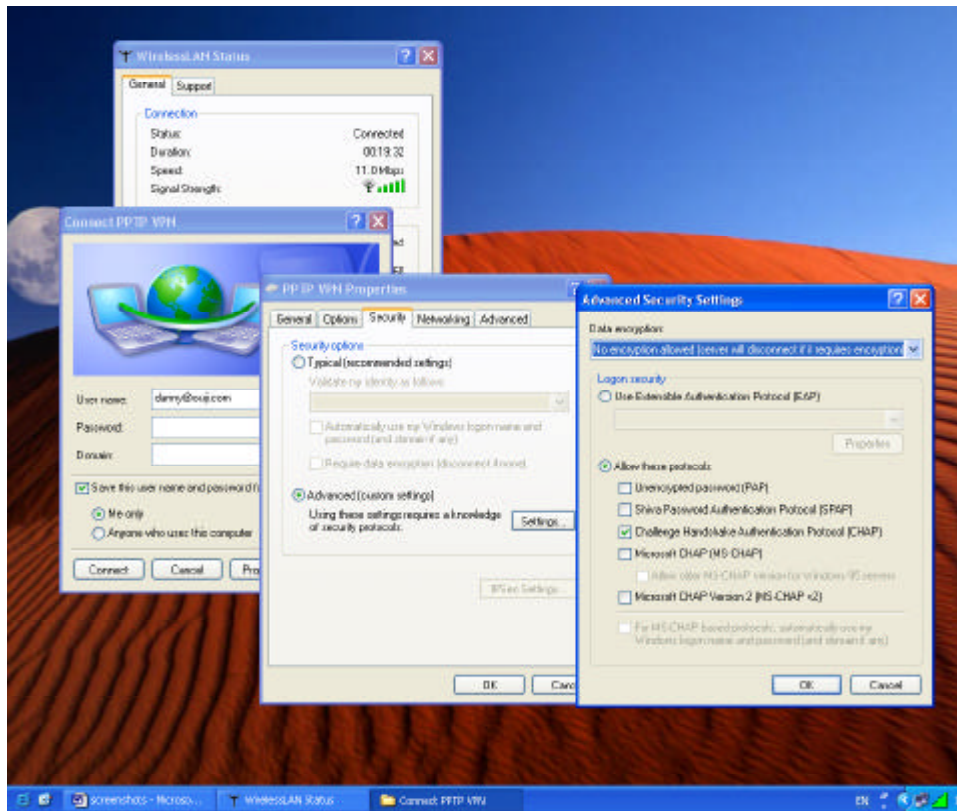 WirelessLAN Status
General
Support
Connection
Status: Connected
Duration: 00:19:32
Speed: 11.0 Mbps
Signal Strength:
Connect PPTP VPN
User name:
Password:
Domain:
Save this user name and password
Me only
Anyone who uses this computer
Connect
Cancel
PPTP VPN Properties
General
Options
Security
Networking
Advanced
Security options
Typical (recommended settings)
Validate my identity as follows:
Automatically use my Windows logon name and
password (and domain if any)
Require data encryption (disconnect if none)
Advanced (custom settings)
Using these settings requires a knowledge
of security protocols.
Settings...
IPSec Settings...
OK
Canc
Advanced Security Settings
Data encryption:
No encryption allowed (server will disconnect if it requires encryption)
Logon security
Use Extensible Authentication Protocol (EAP)
Properties
Allow these protocols
Unencrypted password (PAP)
Shiva Password Authentication Protocol (SPAP)
Challenge Handshake Authentication Protocol (CHAP)
Microsoft CHAP (MS-CHAP)
Allow older MS-CHAP version for Windows 95 servers
Microsoft CHAP Version 2 (MS-CHAP v2)
For MS-CHAP based protocols, automatically use my
Windows logon name and password (and domain if any)
OK
Cancel
screenshots - Microso...
WirelessLAN Status
Connect PPTP VPN
EN